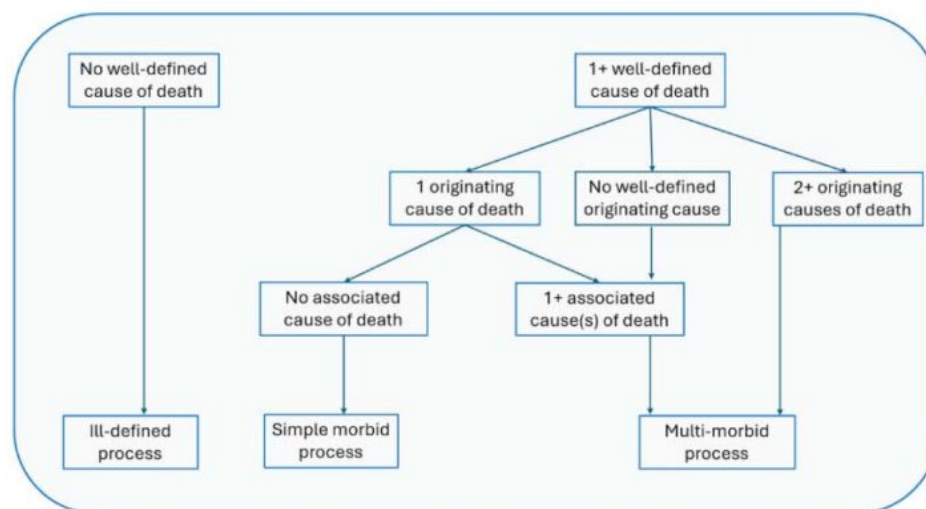 No well-defined
cause of death
1+ well-defined
cause of death
1 originating
cause of death
No well-defined
originating cause
2+ originating
causes of death
No associated
cause of death
1+ associated
cause(s) of death
Ill-defined
process
Simple morbid
process
Multi-morbid
process